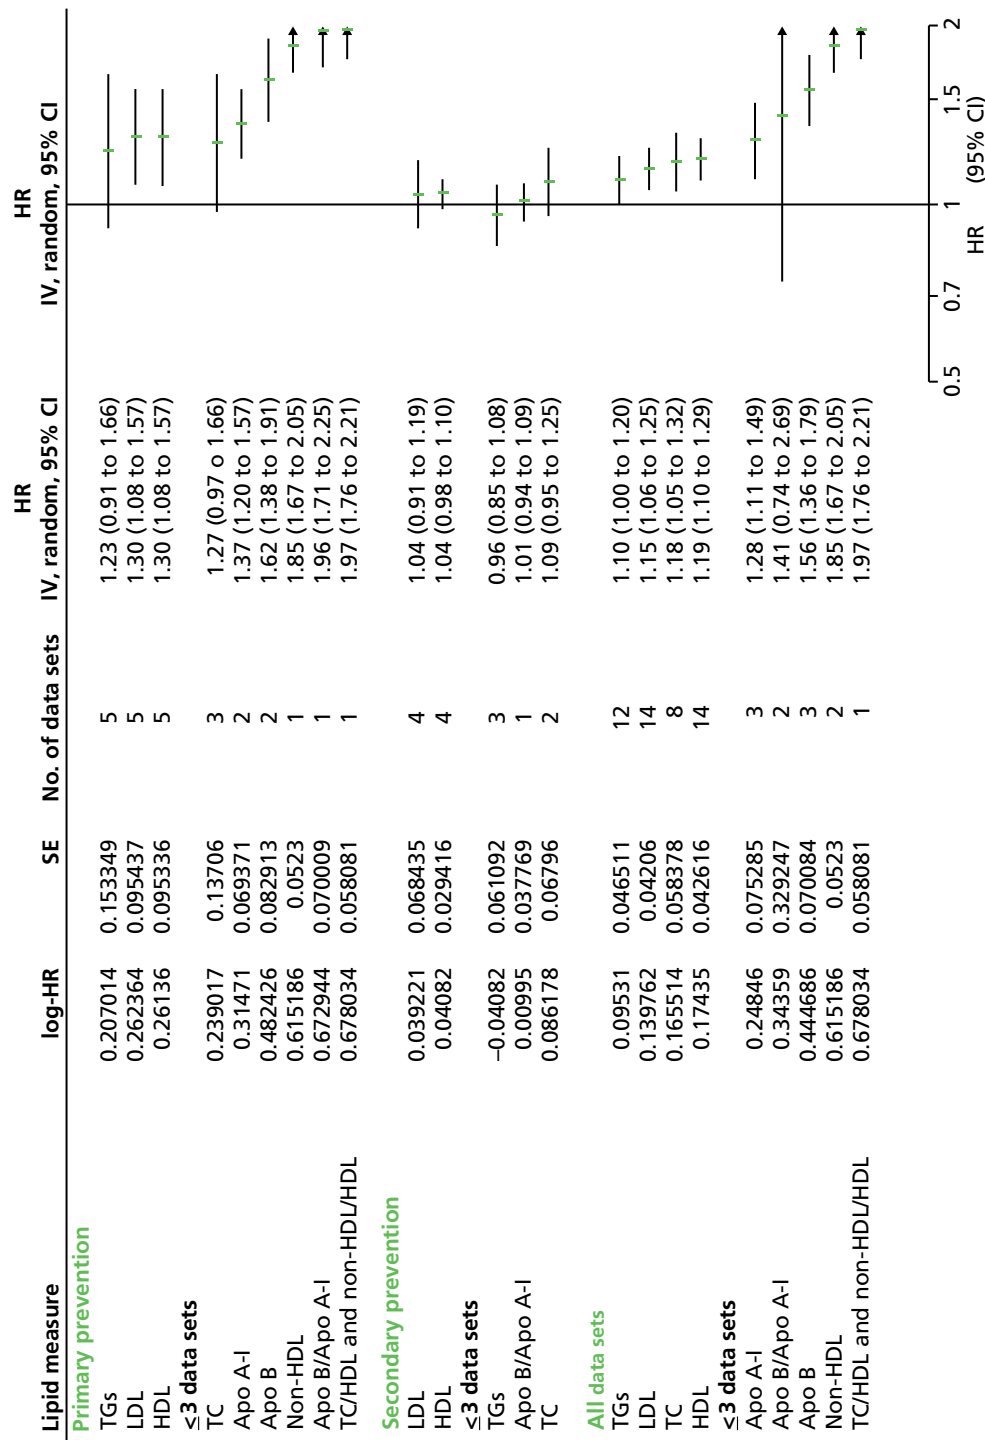 HR HR
Lipid measure log-HR SE No. of data sets IV, random, 95% CI IV, random, 95% CI
Primary prevention
TGs 0.207014 0.153349 5 1.23 (0.91 to 1.66)
LDL 0.262364 0.095437 5 1.30 (1.08 to 1.57)
HDL 0.26136 0.095336 5 1.30 (1.08 to 1.57)
≤3 data sets
TC 0.239017 0.13706 3 1.27 (0.97 o 1.66)
Apo A-I 0.31471 0.069371 2 1.37 (1.20 to 1.57)
Apo B 0.482426 0.082913 2 1.62 (1.38 to 1.91)
Non-HDL 0.615186 0.0523 1 1.85 (1.67 to 2.05)
Apo B/Apo A-I 0.672944 0.070009 1 1.96 (1.71 to 2.25)
TC/HDL and non-HDL/HDL 0.678034 0.058081 1 1.97 (1.76 to 2.21)
Secondary prevention
LDL 0.039221 0.068435 4 1.04 (0.91 to 1.19)
HDL 0.04082 0.029416 4 1.04 (0.98 to 1.10)
≤3 data sets
TGs –0.04082 0.061092 3 0.96 (0.85 to 1.08)
Apo B/Apo A-I 0.00995 0.037769 1 1.01 (0.94 to 1.09)
TC 0.086178 0.06796 2 1.09 (0.95 to 1.25)
All data sets
TGs 0.09531 0.046511 12 1.10 (1.00 to 1.20)
LDL 0.139762 0.04206 14 1.15 (1.06 to 1.25)
TC 0.165514 0.058378 8 1.18 (1.05 to 1.32)
HDL 0.17435 0.042616 14 1.19 (1.10 to 1.29)
≤3 data sets
Apo A-I 0.24846 0.075285 3 1.28 (1.11 to 1.49)
Apo B/Apo A-I 0.34359 0.329247 2 1.41 (0.74 to 2.69)
Apo B 0.444686 0.070084 3 1.56 (1.36 to 1.79)
Non-HDL 0.615186 0.0523 2 1.85 (1.67 to 2.05)
TC/HDL and non-HDL/HDL 0.678034 0.058081 1 1.97 (1.76 to 2.21)
0.5 0.7 1 1.5 2
HR (95% CI)